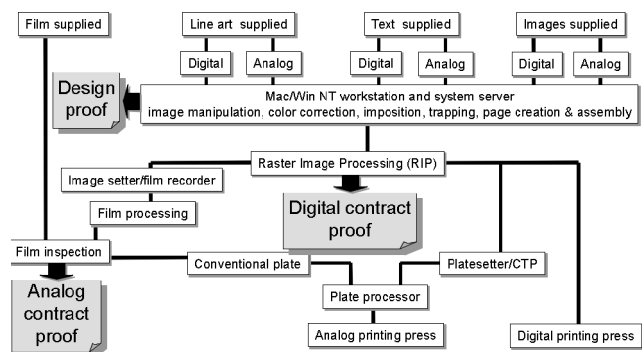 Film supplied
Line art supplied
Text supplied
Images supplied
Digital
Analog
Digital
Analog
Digital
Analog
Design
proof
Mac/Win NT workstation and system server
image manipulation, color correction, imposition, trapping, page creation & assembly
Raster Image Processing (RIP)
Image setter/film recorder
Film processing
Digital contract
proof
Film inspection
Conventional plate
Platesetter/CTP
Analog
contract
proof
Plate processor
Analog printing press
Digital printing press